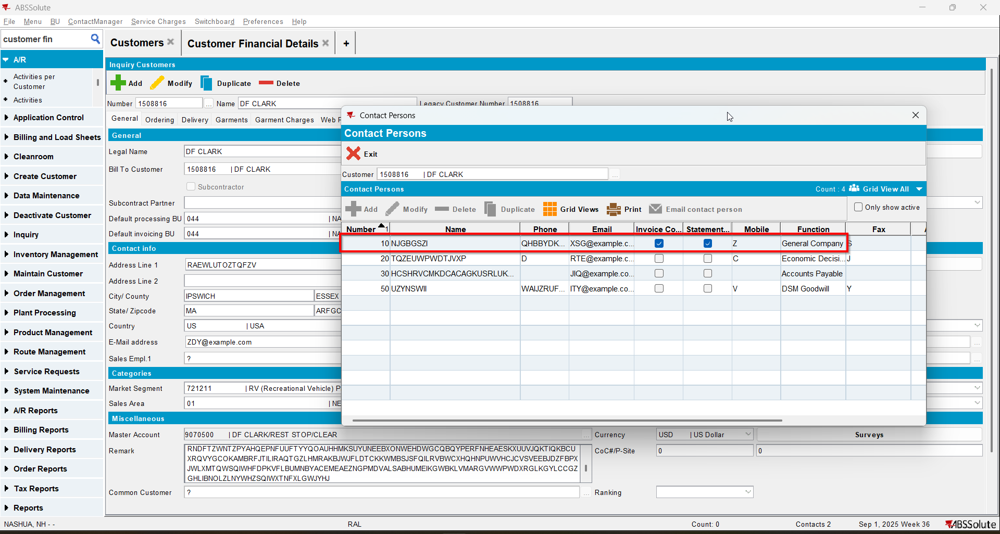 ABSSolute
File Menu BU ContactManager Service Charges Switchboard Preferences Help
customer fin
Customers Customer Financial Details +
A/R
Activities per
Customer
Activities
Application Control
Billing and Load Sheets
Cleanroom
Create Customer
Data Maintenance
Deactivate Customer
Inquiry
Inventory Management
Maintain Customer
Order Management
Plant Processing
Product Management
Route Management
Service Requests
System Maintenance
A/R Reports
Billing Reports
Delivery Reports
Order Reports
Tax Reports
Reports
Inquiry Customers
Add Modify Duplicate Delete
Number 1508816 ... Name DF CLARK Legacy Customer Number 1508816
General Ordering Delivery Garments Garment Charges Web
General
Legal Name DF CLARK
Bill To Customer 1508816 | DF CLARK
Subcontractor
Subcontract Partner
Default processing BU 044 | NA
Default invoicing BU 044 | NA
Contact info
Address Line 1 RAEWLUTOZTQFZV
Address Line 2
City/ County IPSWICH ESSEX
State/ Zipcode MA ARFGC
Country US | USA
E-Mail address ZDY@example.com
Sales Empl.1 ?
Categories
Market Segment 721211 | RV (Recreational Vehicle) P
Sales Area 01 | NE
Miscellaneous
Master Account 9070500 | DF CLARK/REST STOP/CLEAR ... Currency USD | US Dollar Surveys
Remark RNDFTZWNTZPYAHQEPNFUUFTYYQOAUHHMKSUYUNEEBXONWEHDWGCQBQYPERFNHEAESKXUUVJQKTIQKBCU
XRQVYGCOKAMBRFJTILIRAQTGZLHMRAKBJWJFLDTCKKWMBSJSFQILRVBWCXHQHNPUWVHCJCVSVEEBJDZFBPX
JWLXMTQWSQIWHFDPKVFLBUMNBYACEMEAEZNGPMDVALSABHUMEIKGWBKLVMARGVWWPWDXRGLKGYLCCGZ
GHLIBNOLZLNYWHZSQIWXTNFXLGWJYHJ
CoC#/P-Site 0 0
Common Customer ? ... Ranking
Contact Persons
Contact Persons
Exit
Customer 1508816 | DF CLARK ...
Contact Persons Count : 4 Grid View All
Add Modify Delete Duplicate Grid Views Print Email contact person Only show active
Number 1 Name Phone Email Invoice Co... Statement... Mobile Function Fax
10 NJGBGSZI QHBBYDK... XSG@example.c... Z General Company S
20 TQZEUWPWDTJVXP D RTE@example.c... C Economic Decisi... J
30 HCSHRVCMKDCACAGKUSRLUK... JIQ@example.co... Accounts Payable
50 UZYNSWII WAIJZRUF... ITY@example.co... V DSM Goodwill Y
NASHUA, NH - - RAL Count: 0 Contacts 2 Sep 1, 2025 Week 36 ABSSolute